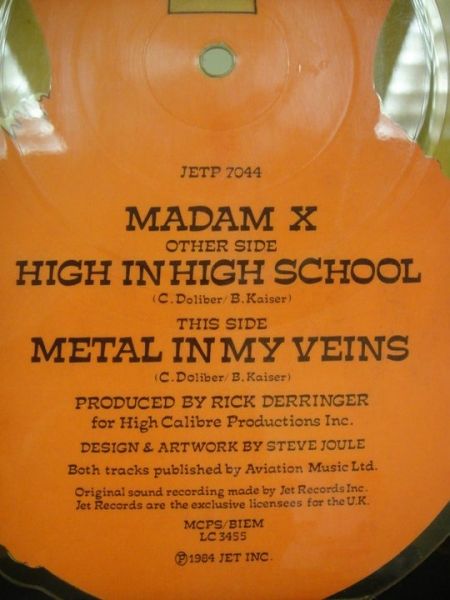 JETP 7044
MADAM X
OTHER SIDE
HIGH IN HIGH SCHOOL
(C. Doliber/B. Kaiser)
THIS SIDE
METAL IN MY VEINS
(C. Doliber/B. Kaiser)
PRODUCED BY RICK DERRINGER
for High Calibre Productions Inc.
DESIGN & ARTWORK BY STEVE JOULE
Both tracks published by Aviation Music Ltd.
Original sound recording made by Jet Records Inc.
Jet Records are the exclusive licensees for the U.K.
MCPS/BIEM
LC 3455
℗ 1984 JET INC.